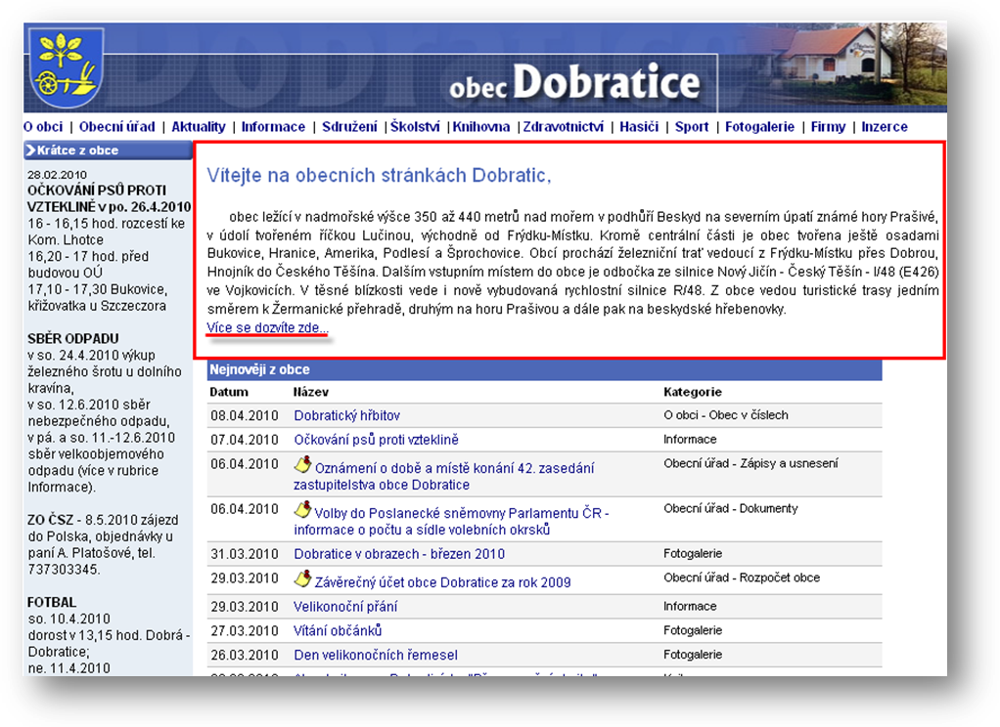 obec Dobratice
O obci | Obecní úřad | Aktuality | Informace | Sdružení | Školství | Knihovna | Zdravotnictví | Hasiči | Sport | Fotogalerie | Firmy | Inzerce
Krátce z obce
28.02.2010
OČKOVÁNÍ PSŮ PROTI
VZTEKLINĚ v po. 26.4.2010
16 - 16,15 hod. rozcestí ke
Kom. Lhotce
16,20 - 17 hod. před
budovou OÚ
17,10 - 17,30 Bukovice,
křižovatka u Szczeczora
SBĚR ODPADU
v so. 24.4.2010 výkup
železného šrotu u dolního
kravína,
v so. 12.6.2010 sběr
nebezpečného odpadu,
v pá. a so. 11.-12.6.2010
sběr velkoobjemového
odpadu (více v rubrice
Informace).
ZO ČSZ - 8.5.2010 zájezd
do Polska, objednávky u
paní A. Platošové, tel.
737303345.
FOTBAL
so. 10.4.2010
dorost v 13,15 hod. Dobrá -
Dobratice;
ne. 11.4.2010
Vítejte na obecních stránkách Dobratic,
obec ležící v nadmořské výšce 350 až 440 metrů nad mořem v podhůří Beskyd na severním úpatí známé hory Prašivé,
v údolí tvořeném říčkou Lučinou, východně od Frýdku-Místku. Kromě centrální části je obec tvořena ještě osadami
Bukovice, Hranice, Amerika, Podlesí a Šprochovice. Obcí prochází železniční trať vedoucí z Frýdku-Místku přes Dobrou,
Hnojník do Českého Těšína. Dalším vstupním místem do obce je odbočka ze silnice Nový Jičín - Český Těšín - I/48 (E426)
ve Vojkovicích. V těsné blízkosti vede i nově vybudovaná rychlostní silnice R/48. Z obce vedou turistické trasy jedním
směrem k Žermanické přehradě, druhým na horu Prašivou a dále pak na beskydské hřebenovky.
Více se dozvíte zde...
Nejnověji z obce
Datum Název Kategorie
08.04.2010 Dobratický hřbitov O obci - Obec v číslech
07.04.2010 Očkování psů proti vzteklině Informace
06.04.2010 Oznámení o době a místě konání 42. zasedání Obecní úřad - Zápisy a usnesení
zastupitelstva obce Dobratice
06.04.2010 Volby do Poslanecké sněmovny Parlamentu ČR - Obecní úřad - Dokumenty
informace o počtu a sídle volebních okrsků
31.03.2010 Dobratice v obrazech - březen 2010 Fotogalerie
29.03.2010 Závěrečný účet obce Dobratice za rok 2009 Obecní úřad - Rozpočet obce
29.03.2010 Velikonoční přání Informace
27.03.2010 Vítání občánků Fotogalerie
26.03.2010 Den velikonočních řemesel Fotogalerie